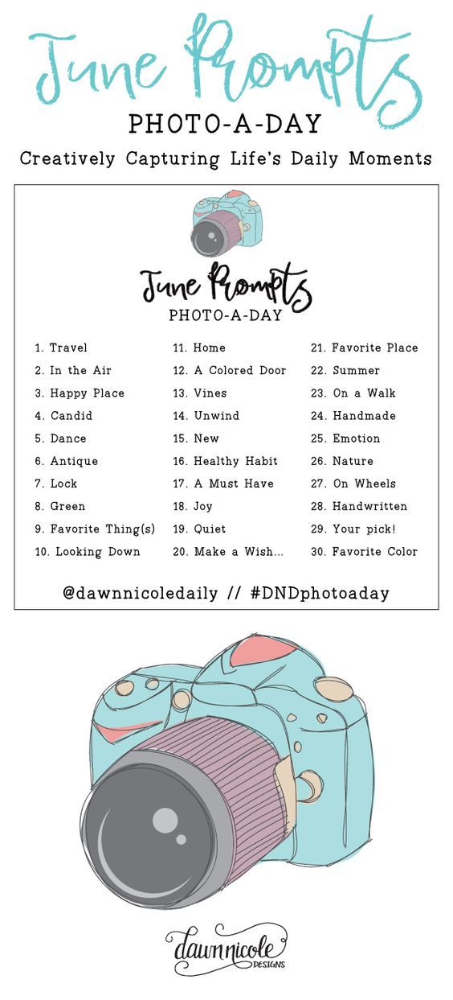 June Prompts
PHOTO-A-DAY
Creatively Capturing Life's Daily Moments
June Prompts
PHOTO-A-DAY
1. Travel
2. In the Air
3. Happy Place
4. Candid
5. Dance
6. Antique
7. Lock
8. Green
9. Favorite Thing(s)
10. Looking Down
11. Home
12. A Colored Door
13. Vines
14. Unwind
15. New
16. Healthy Habit
17. A Must Have
18. Joy
19. Quiet
20. Make a Wish...
21. Favorite Place
22. Summer
23. On a Walk
24. Handmade
25. Emotion
26. Nature
27. On Wheels
28. Handwritten
29. Your pick!
30. Favorite Color
@dawnnicoledaily // #DNDphotoaday
dawn nicole
DESIGNS